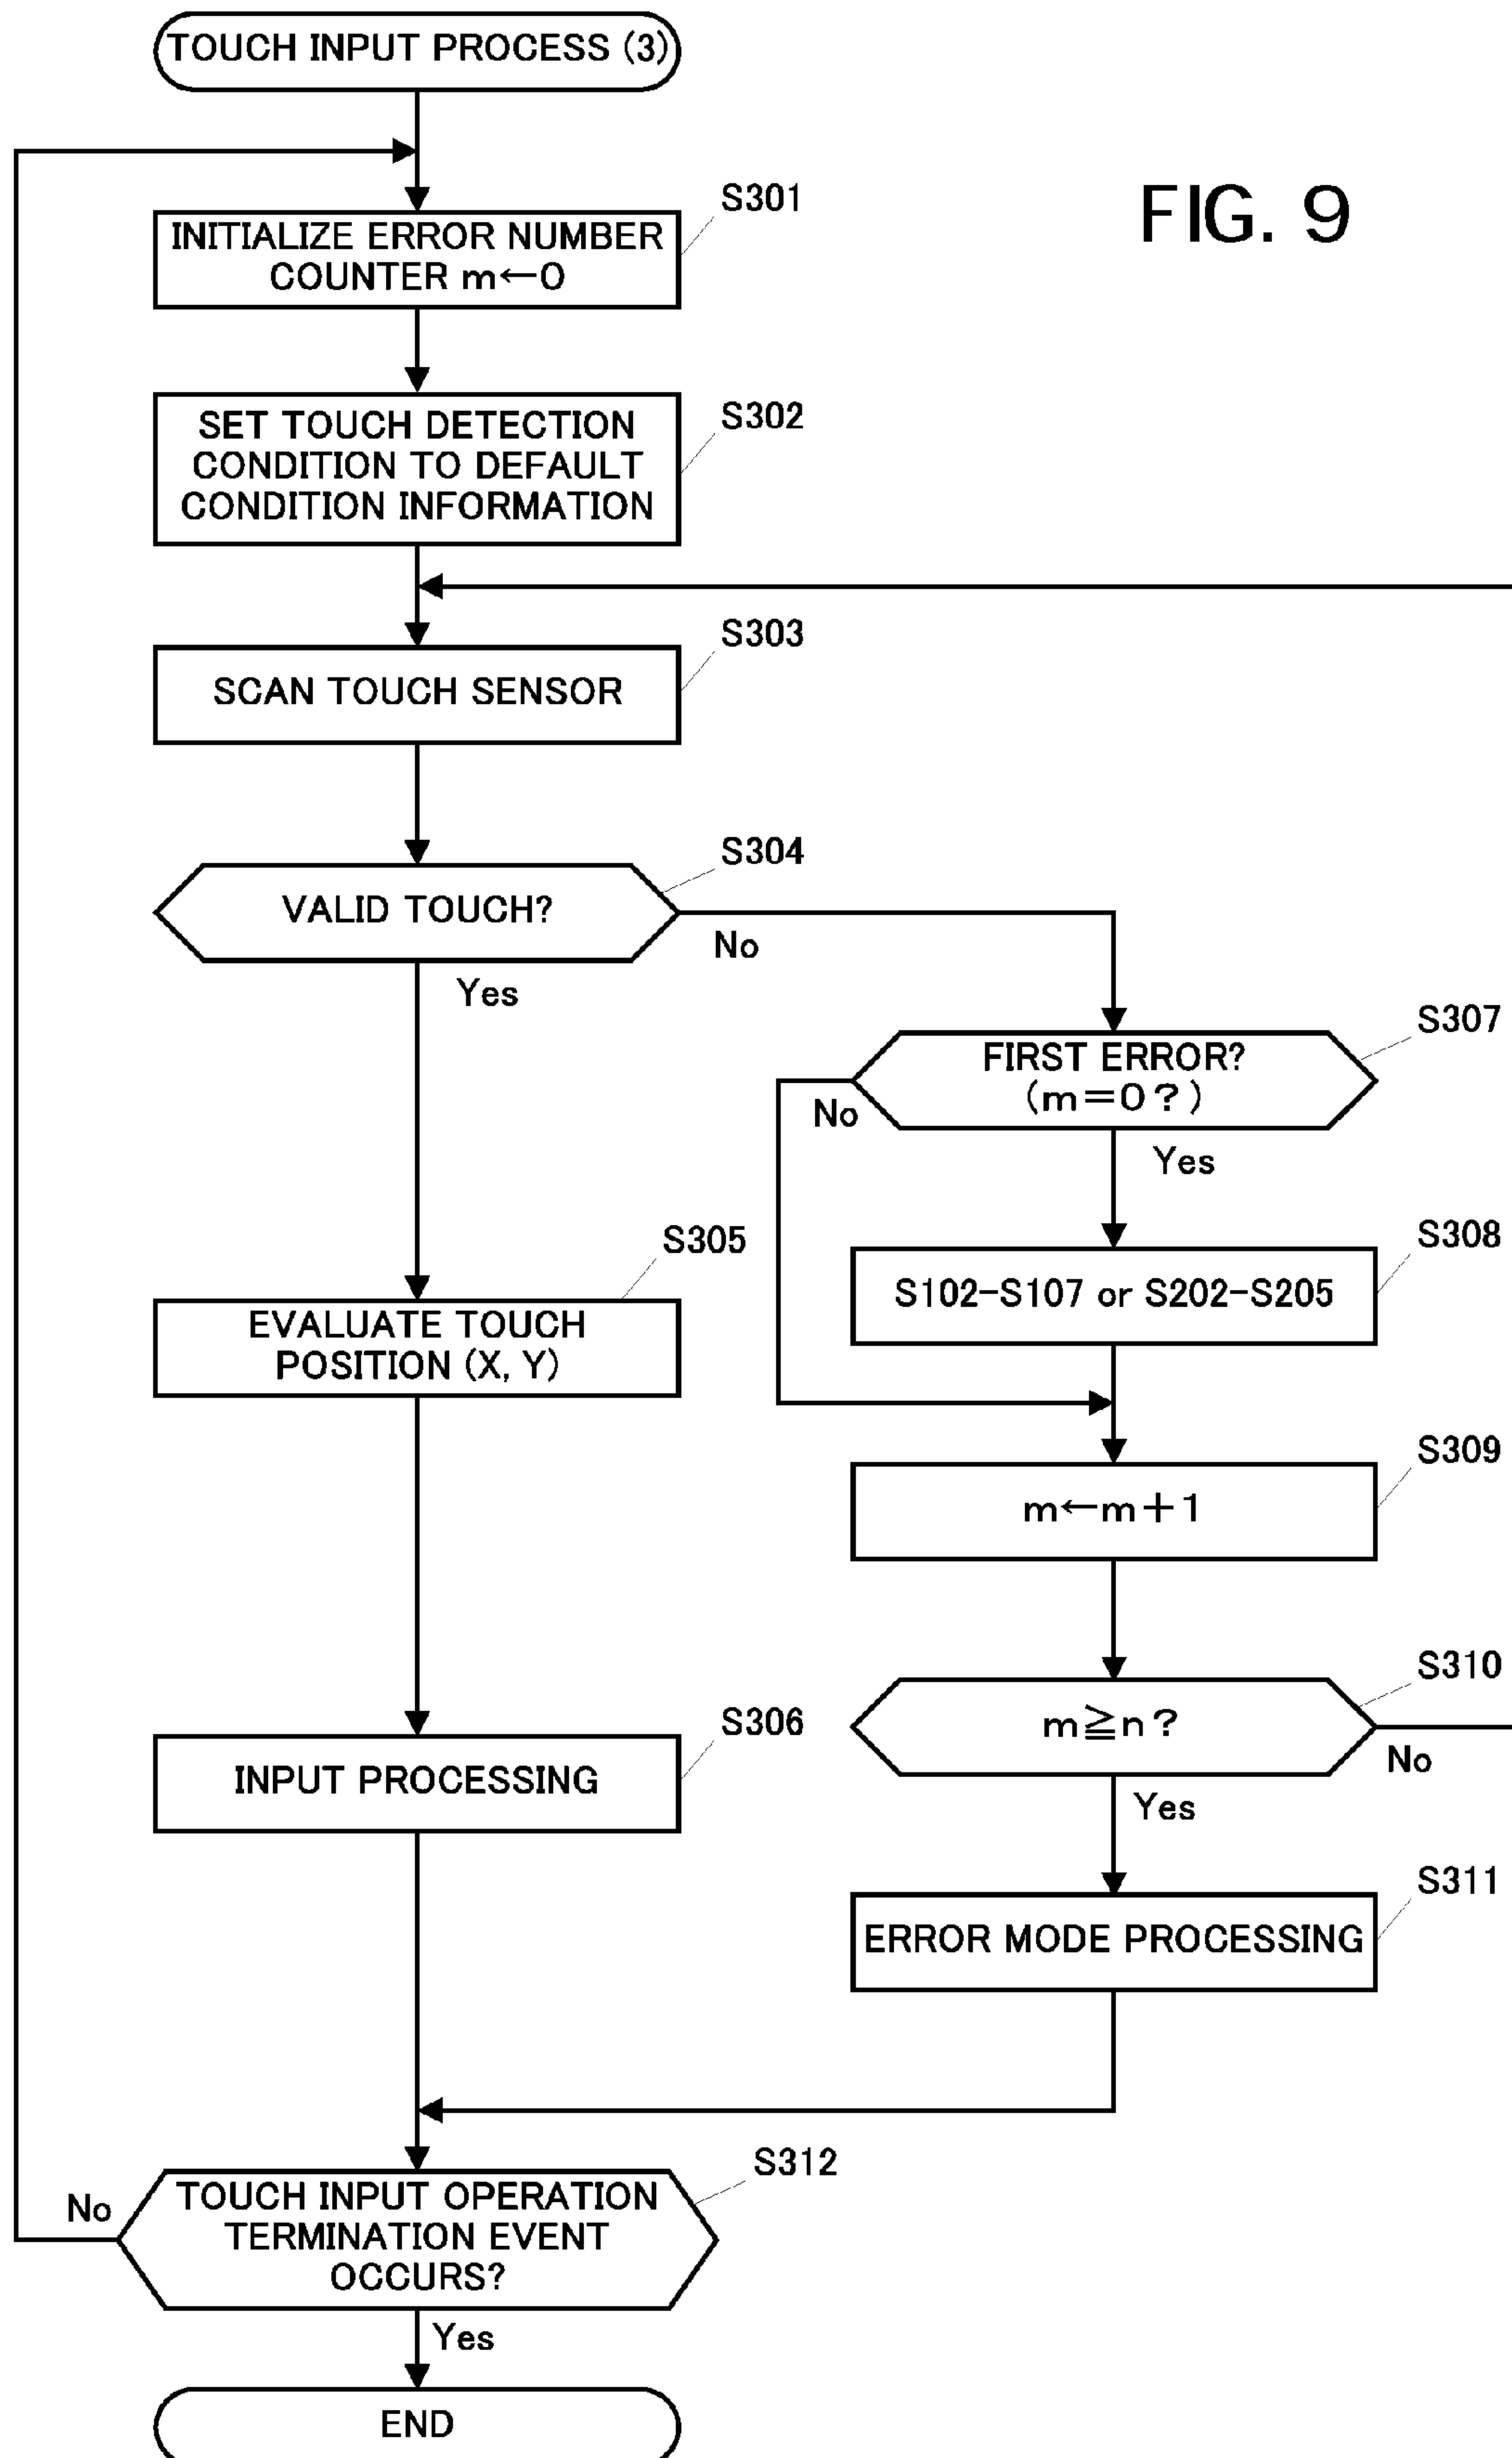 TOUCH INPUT PROCESS (3)
FIG. 9
S301
INITIALIZE ERROR NUMBER
COUNTER m←0
S302
SET TOUCH DETECTION
CONDITION TO DEFAULT
CONDITION INFORMATION
S303
SCAN TOUCH SENSOR
S304
VALID TOUCH?
No
Yes
S307
FIRST ERROR?
(m=0?)
No
Yes
S308
S102-S107 or S202-S205
S305
EVALUATE TOUCH
POSITION (X, Y)
S309
m←m+1
S310
m≧n?
No
Yes
S306
INPUT PROCESSING
S311
ERROR MODE PROCESSING
S312
TOUCH INPUT OPERATION
TERMINATION EVENT
OCCURS?
No
Yes
END